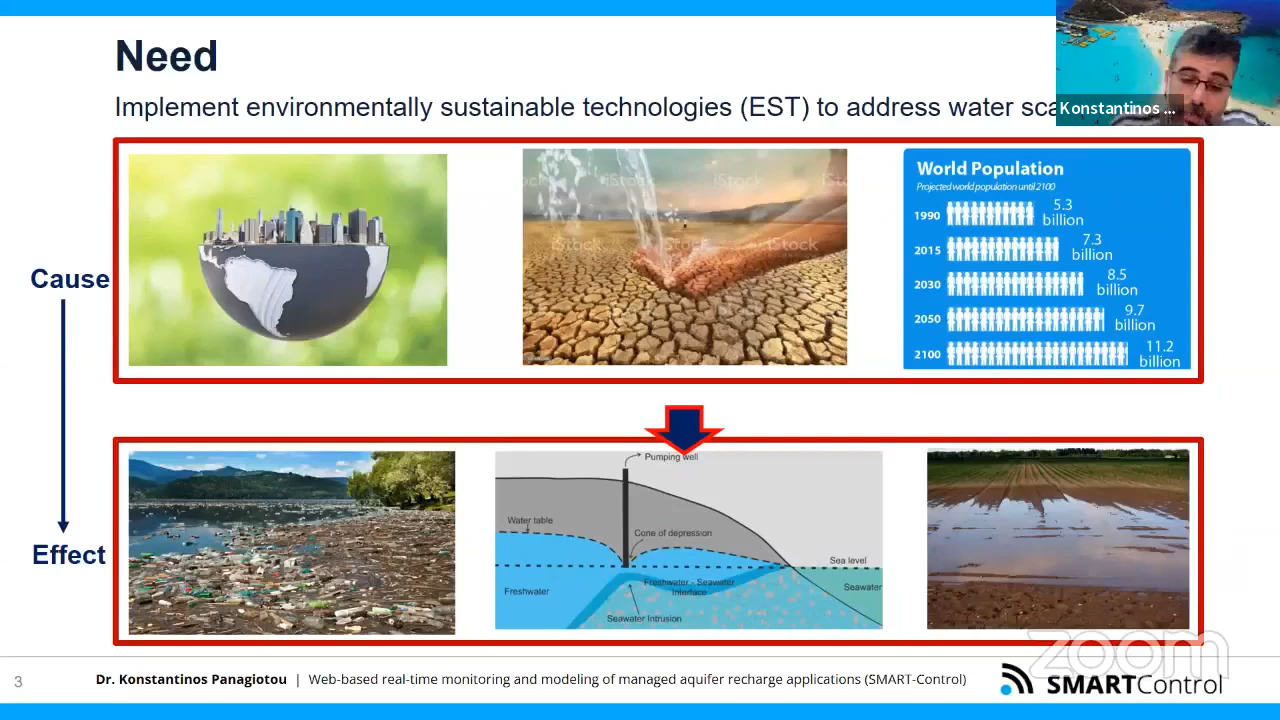 Need
Implement environmentally sustainable technologies (EST) to address water sca
Konstantinos ...
iStock
iStock
iStock
iStock
World Population
Projected world population until 2100
1990 5.3 billion
2015 7.3 billion
2030 8.5 billion
2050 9.7 billion
2100 11.2 billion
Cause
Effect
Pumping well
Water table
Cone of depression
Sea level
Freshwater
Freshwater - Seawater
Interface
Seawater
Seawater Intrusion
zoom
3
Dr. Konstantinos Panagiotou | Web-based real-time monitoring and modeling of managed aquifer recharge applications (SMART-Control)
SMARTControl